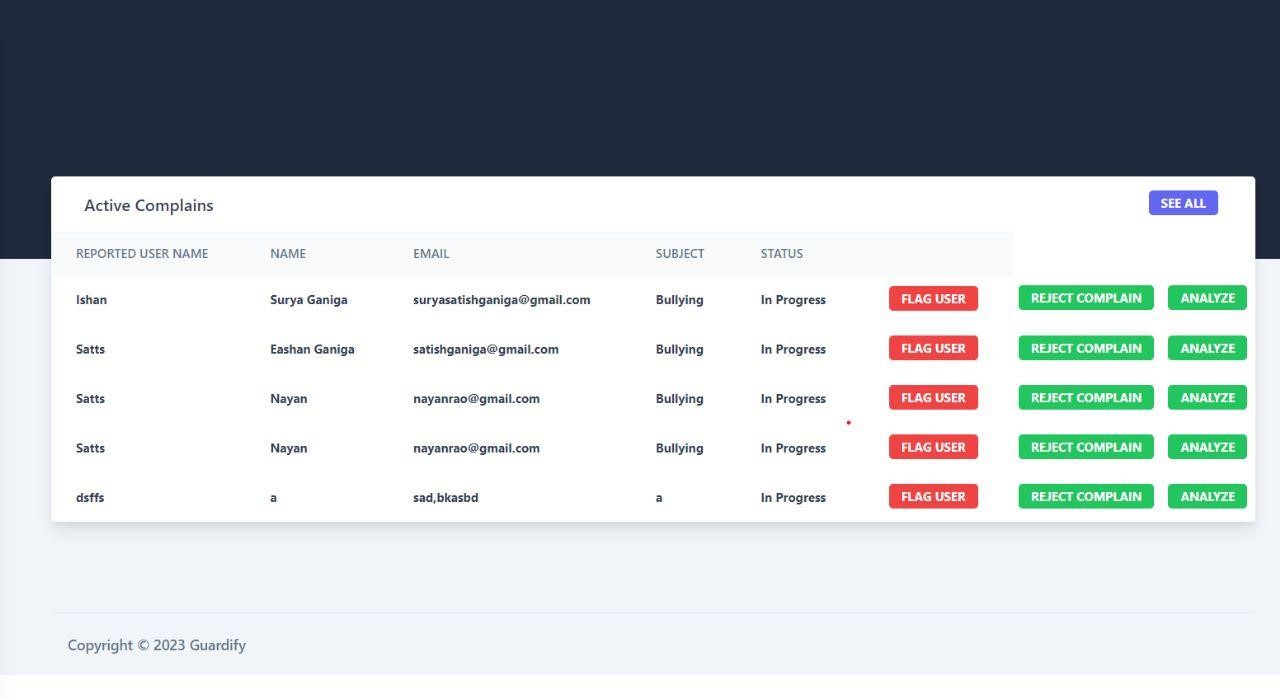 Active Complains SEE ALL
REPORTED USER NAME NAME EMAIL SUBJECT STATUS
Ishan Surya Ganiga suryasatishganiga@gmail.com Bullying In Progress FLAG USER REJECT COMPLAIN ANALYZE
Satts Eashan Ganiga satishganiga@gmail.com Bullying In Progress FLAG USER REJECT COMPLAIN ANALYZE
Satts Nayan nayanrao@gmail.com Bullying In Progress FLAG USER REJECT COMPLAIN ANALYZE
Satts Nayan nayanrao@gmail.com Bullying In Progress FLAG USER REJECT COMPLAIN ANALYZE
dsffs a sad,bkasbd a In Progress FLAG USER REJECT COMPLAIN ANALYZE
Copyright © 2023 Guardify